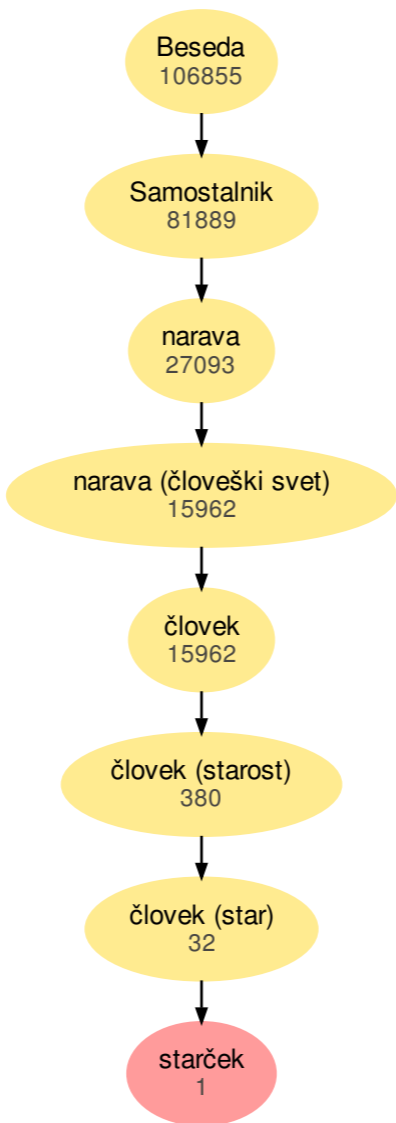 Beseda
106855
Samostalnik
81889
narava
27093
narava (človeški svet)
15962
človek
15962
človek (starost)
380
človek (star)
32
starček
1